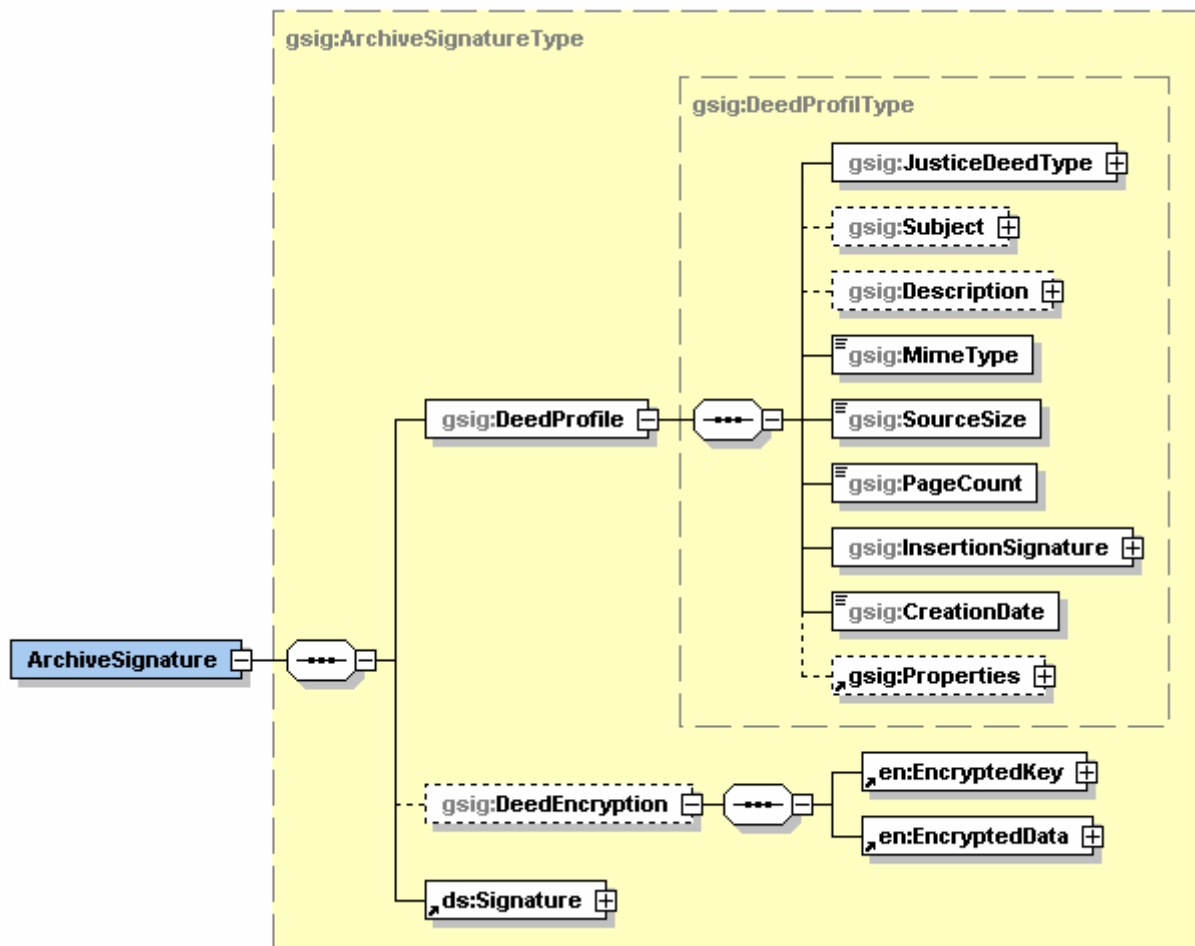 gsig:ArchiveSignatureType
gsig:DeedProfilType
gsig:JusticeDeedType
gsig:Subject
gsig:Description
gsig:MimeType
gsig:DeedProfile
gsig:SourceSize
gsig:PageCount
gsig:InsertionSignature
gsig:CreationDate
ArchiveSignature
gsig:Properties
en:EncryptedKey
gsig:DeedEncryption
en:EncryptedData
ds:Signature